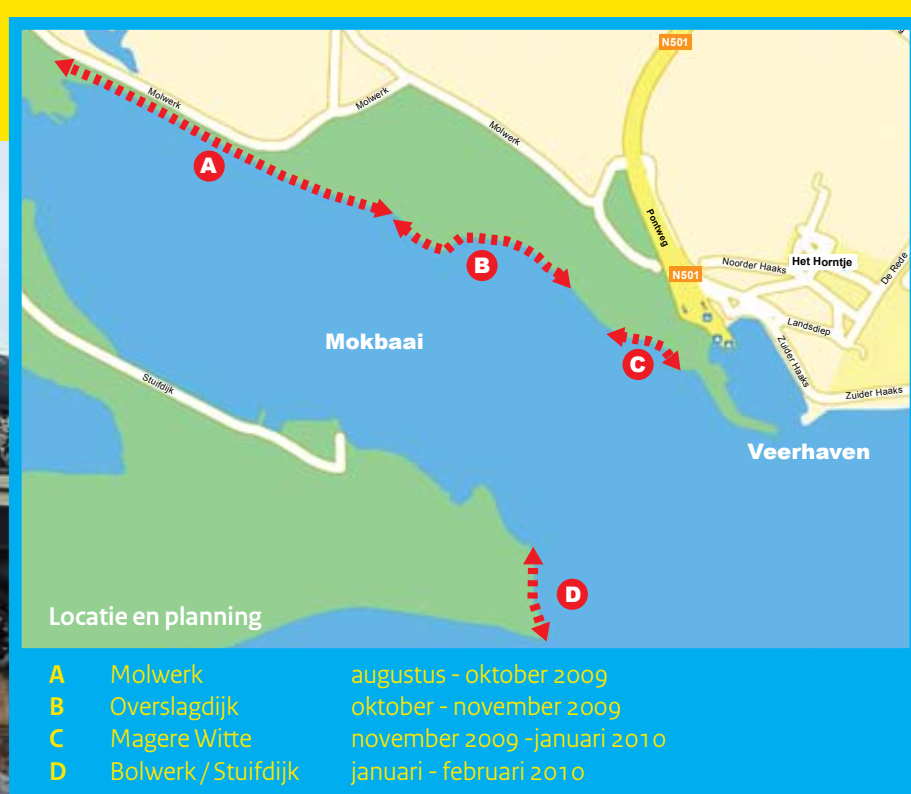 N501
Molwerk
Molwerk
Molwerk
A
Pontweg
B
N501
Noorder Haaks
Het Horntje
De Rede
Mokbaai
Landsdiep
C
Zuider Haaks
Stuifdijk
Zuider Haaks
Veerhaven
D
Locatie en planning
A Molwerk augustus - oktober 2009
B Overslagdijk oktober - november 2009
C Magere Witte november 2009 -januari 2010
D Bolwerk / Stuifdijk januari - februari 2010